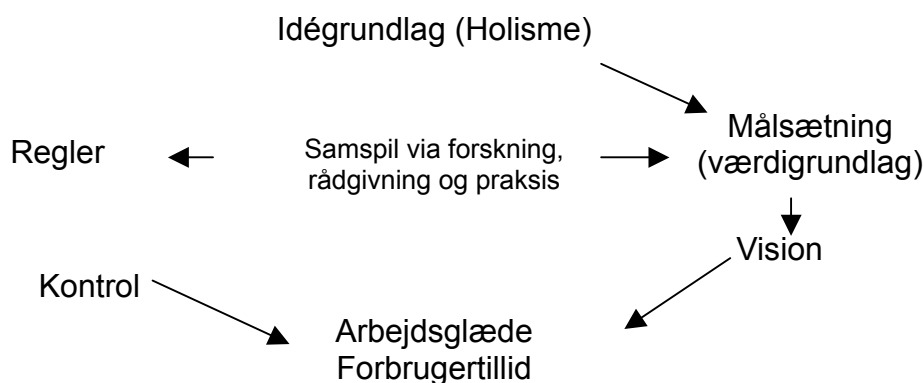 Idégrundlag (Holisme)
Målsætning
(værdigrundlag)
Regler
Samspil via forskning,
rådgivning og praksis
Vision
Kontrol
Arbejdsglæde
Forbrugertillid